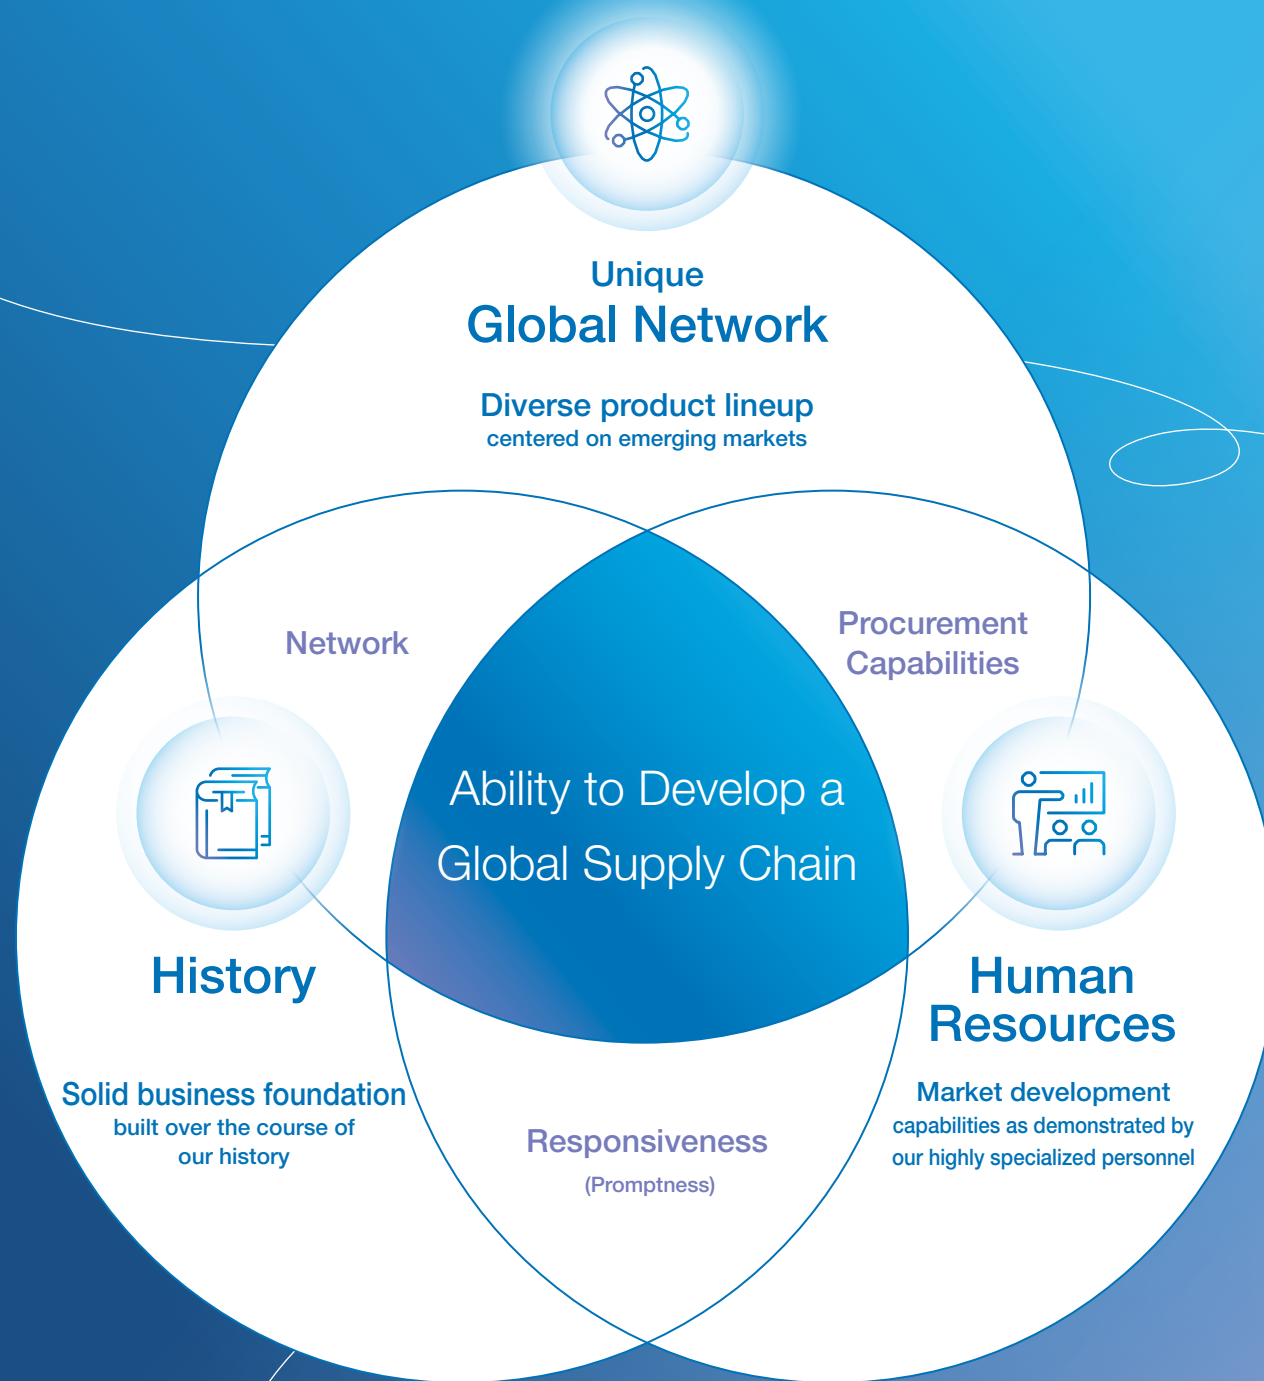 Unique
Global Network
Diverse product lineup
centered on emerging markets
Network
Procurement
Capabilities
Ability to Develop a
Global Supply Chain
History
Solid business foundation
built over the course of
our history
Human
Resources
Market development
capabilities as demonstrated by
our highly specialized personnel
Responsiveness
(Promptness)